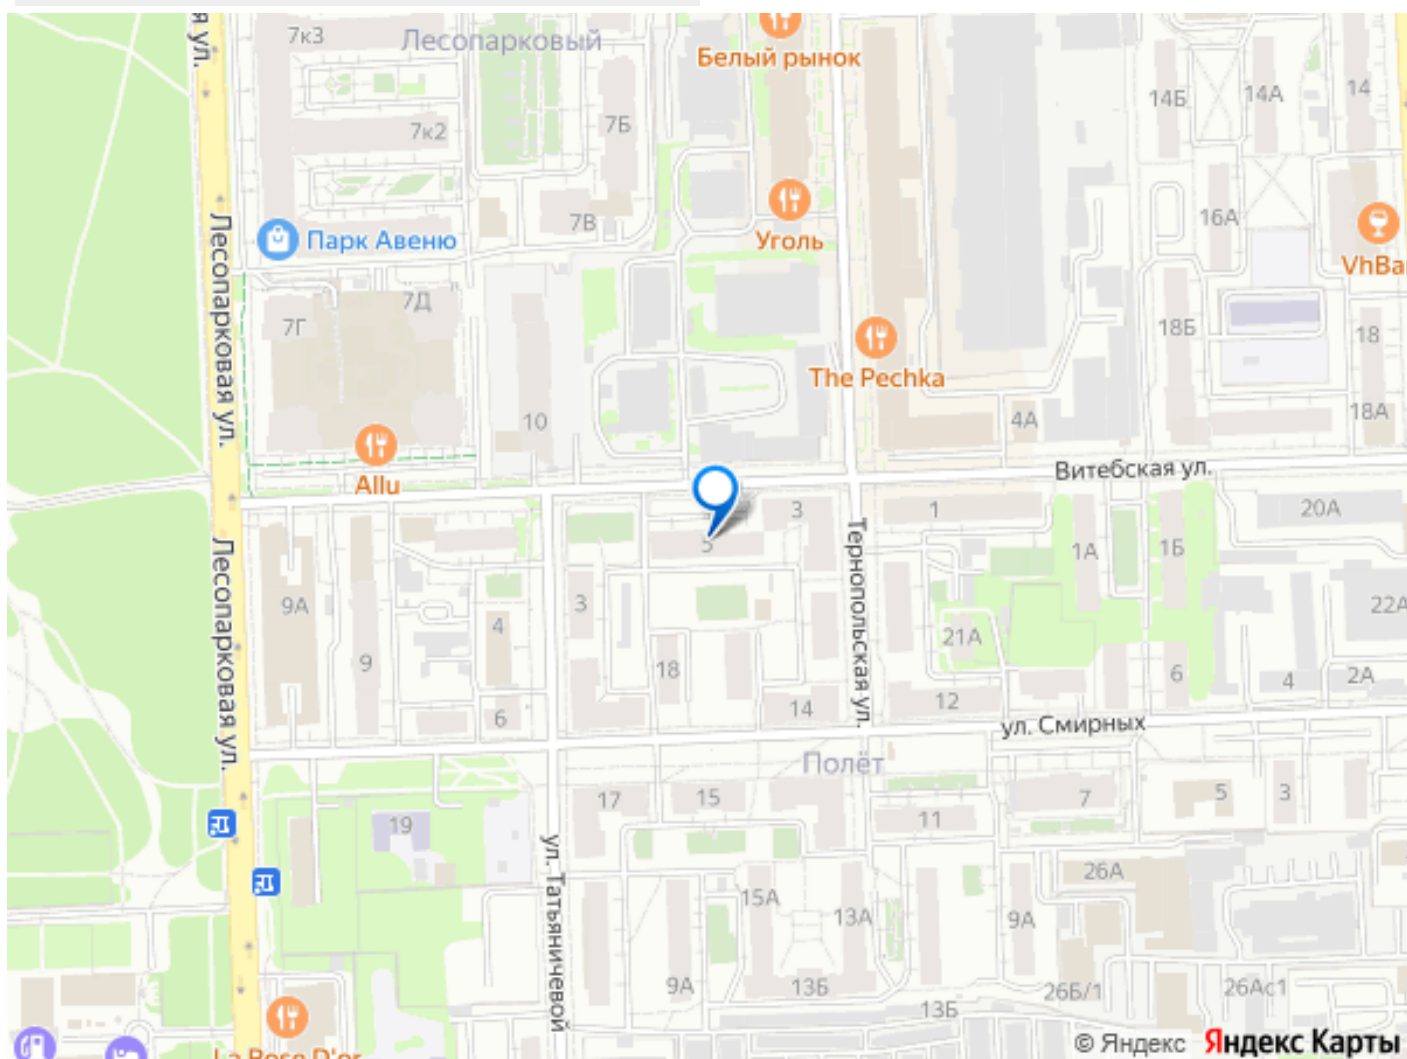 я ул.
7к3
Лесопарковый
Белый рынок
14Б
14А
14
7к2
7Б
7В
Парк Авеню
Уголь
16А
VhBa
Лесопарковая ул.
7Г
7Д
The Pechka
18Б
18
18А
10
4А
Allu
Витебская ул.
5
3
1
20А
1А
1Б
Тернопольская ул.
Лесопарковая ул.
9А
3
4
22А
21А
9
18
6
4
2А
6
14
12
ул. Смирных
Полёт
17
15
7
5
3
19
11
ул. Татьяничевой
26А
15А
13А
9А
9А
13Б
26Б/1
26Ас1
13Б
La Rose D'or
© Яндекс Яндекс Карты